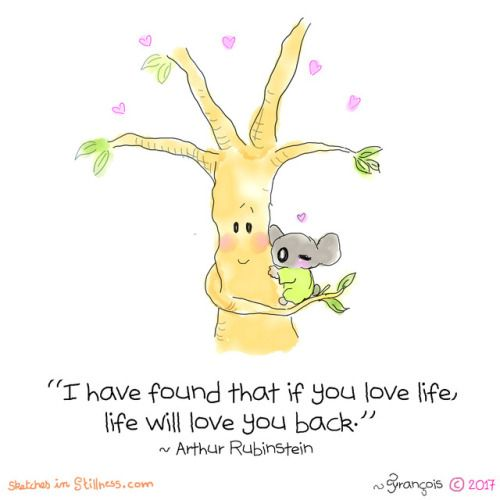 “I have found that if you love life,
life will love you back.”
~ Arthur Rubinstein
Sketches in Stillness.com
~ François © 2017